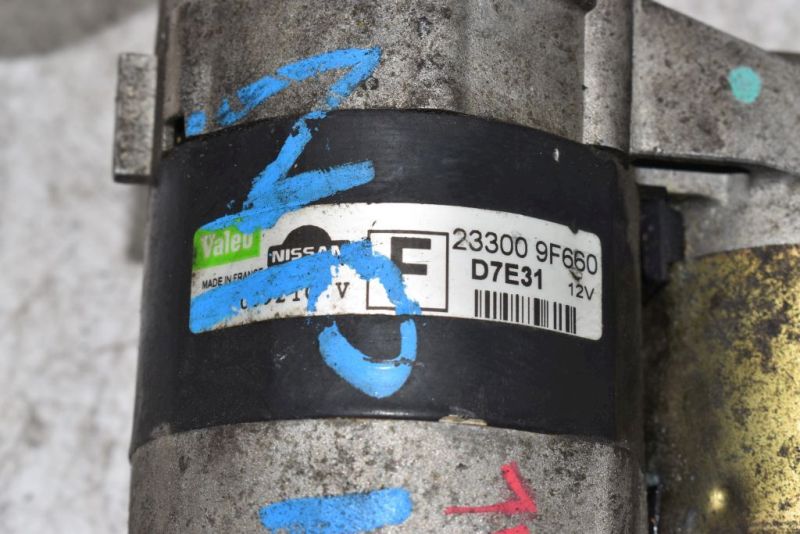 Valeo
NISSAN
F
23300 9F660
MADE IN FRANCE
D7E31
12V